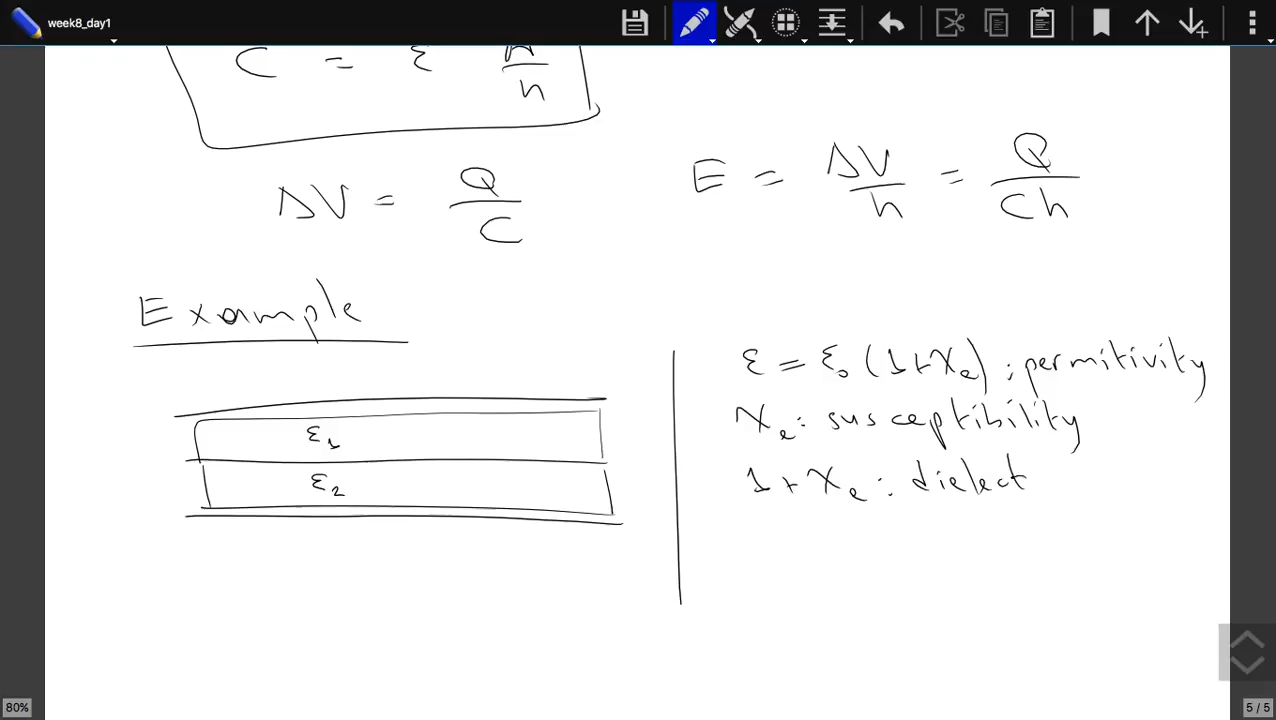 week8_day1
C = ε A/h
ΔV = Q/C
E = ΔV/h = Q/Ch
Example
ε1
ε2
ε = ε0 (1+χe) : permitivity
χe : susceptibility
1+χe : dielect
80%
5 / 5